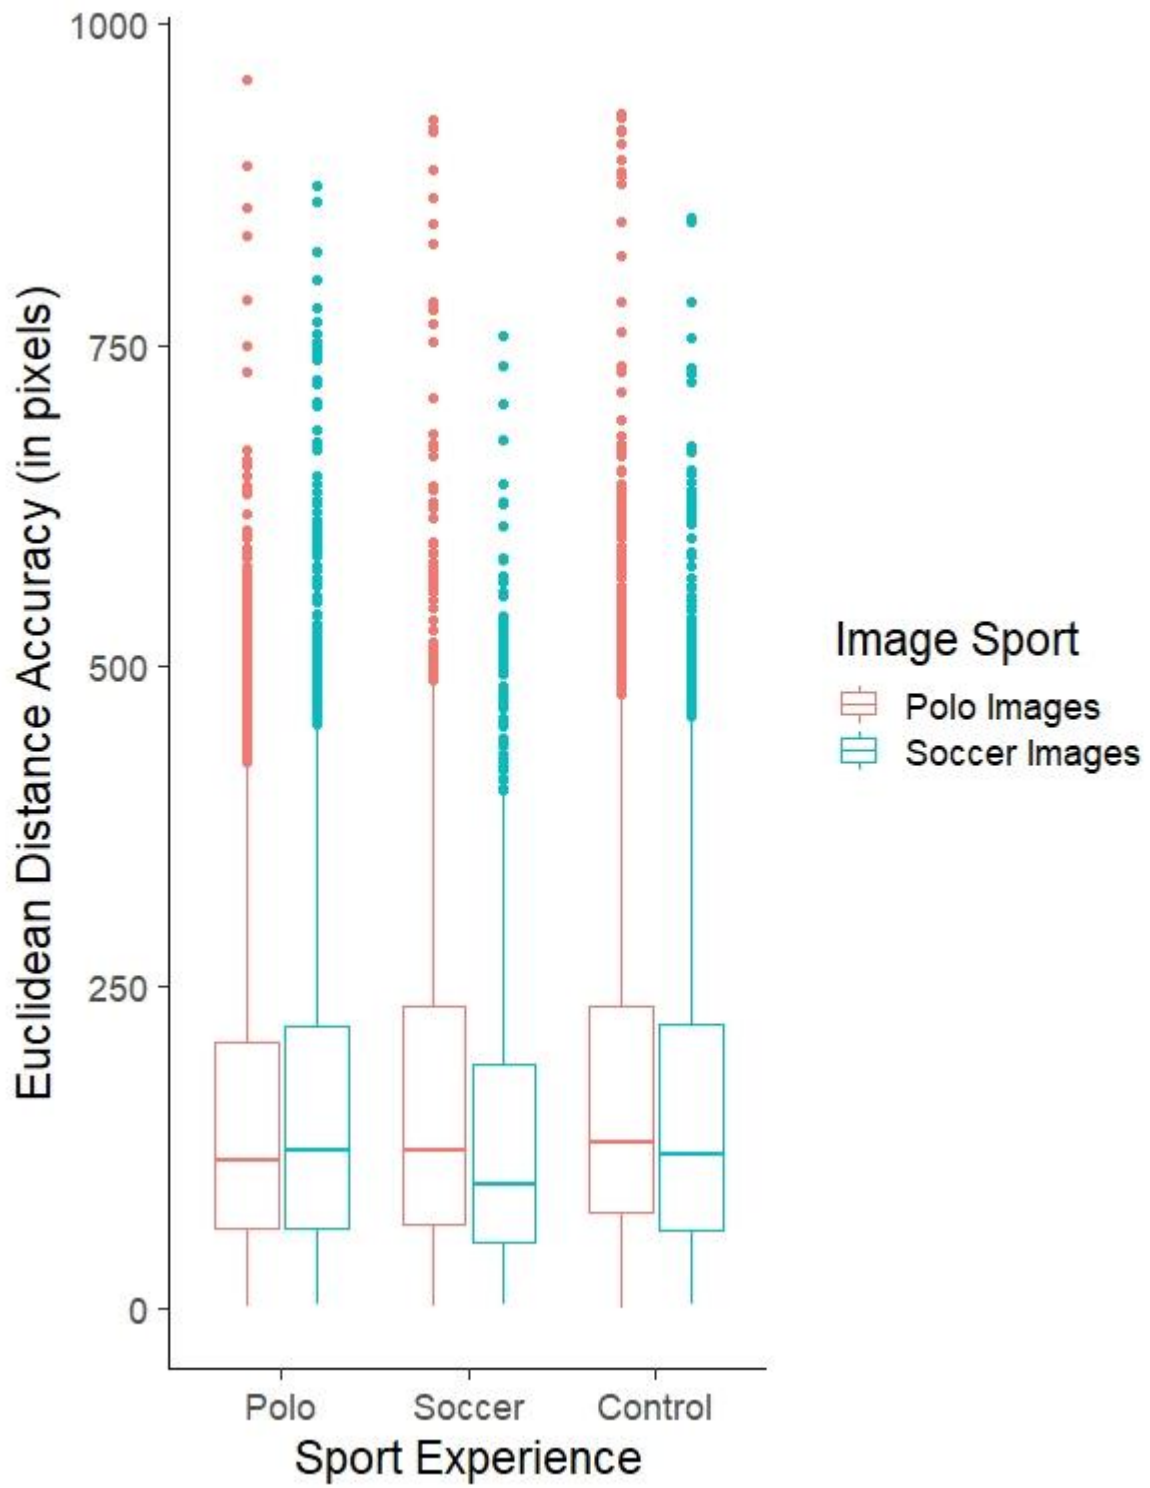 Euclidean Distance Accuracy (in pixels)
1000
750
500
250
0
Polo
Soccer
Control
Sport Experience
Image Sport
Polo Images
Soccer Images